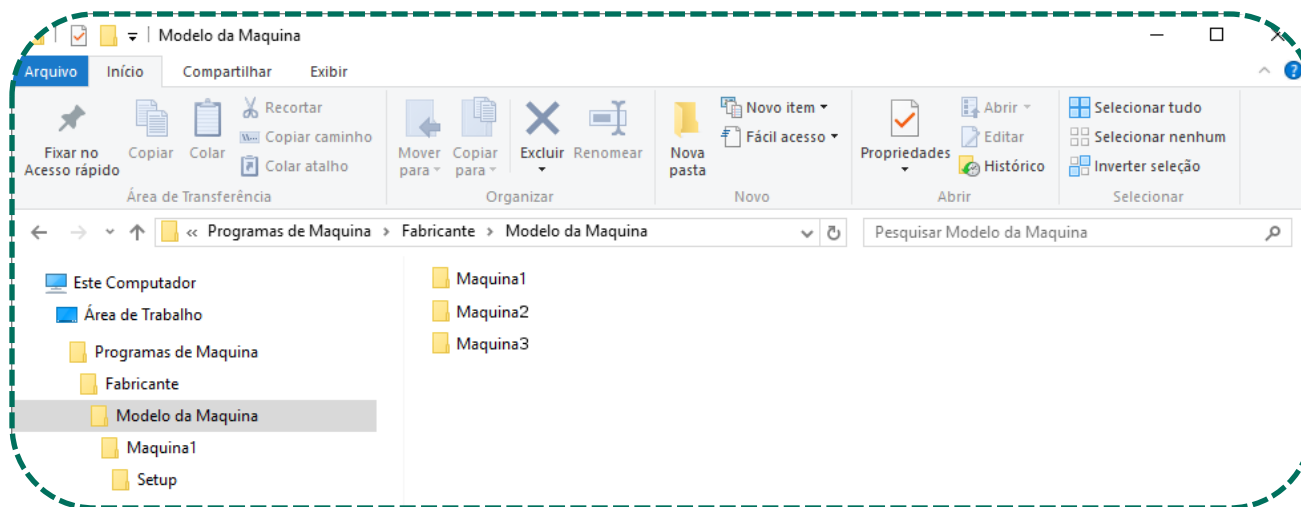 Modelo da Maquina
Arquivo Início Compartilhar Exibir
Fixar no Acesso rápido
Copiar
Colar
Recortar
Copiar caminho
Colar atalho
Área de Transferência
Mover para
Copiar para
Excluir
Renomear
Organizar
Nova pasta
Novo item
Fácil acesso
Novo
Propriedades
Abrir
Editar
Histórico
Abrir
Selecionar tudo
Selecionar nenhum
Inverter seleção
Selecionar
« Programas de Maquina > Fabricante > Modelo da Maquina
Pesquisar Modelo da Maquina
Este Computador
Área de Trabalho
Programas de Maquina
Fabricante
Modelo da Maquina
Maquina1
Setup
Maquina1
Maquina2
Maquina3